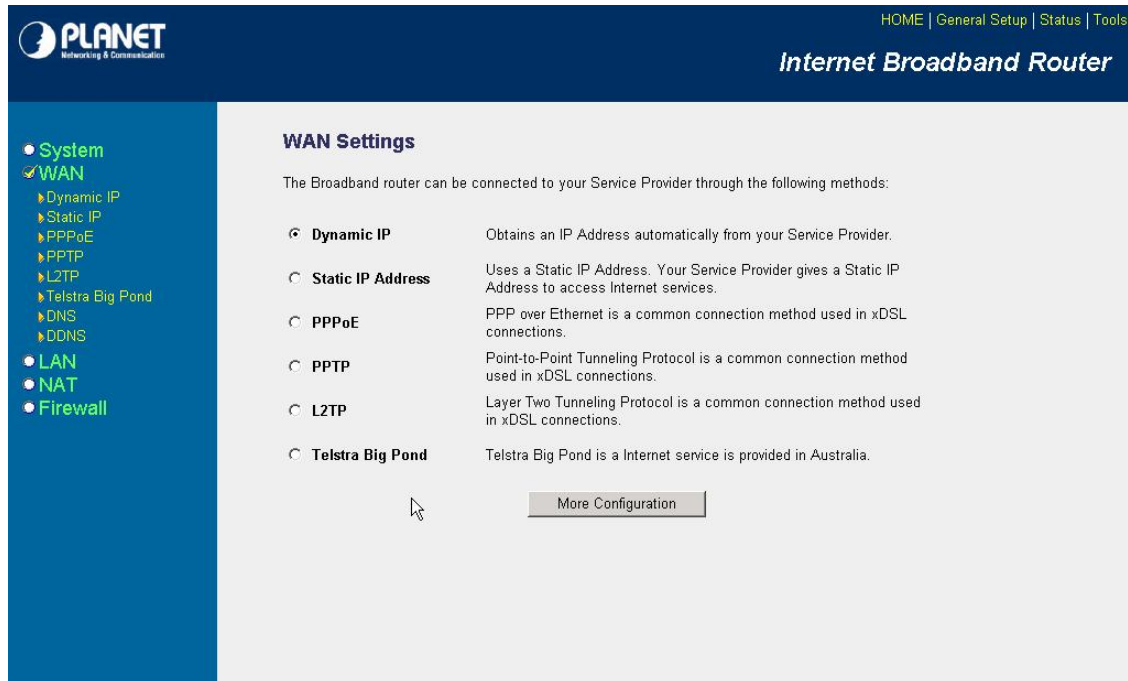 PLANET
Networking & Communication
HOME | General Setup | Status | Tools
Internet Broadband Router
System
WAN
Dynamic IP
Static IP
PPPoE
PPTP
L2TP
Telstra Big Pond
DNS
DDNS
LAN
NAT
Firewall
WAN Settings
The Broadband router can be connected to your Service Provider through the following methods:
Dynamic IP
Obtains an IP Address automatically from your Service Provider.
Static IP Address
Uses a Static IP Address. Your Service Provider gives a Static IP
Address to access Internet services.
PPPoE
PPP over Ethernet is a common connection method used in xDSL
connections.
PPTP
Point-to-Point Tunneling Protocol is a common connection method
used in xDSL connections.
L2TP
Layer Two Tunneling Protocol is a common connection method used
in xDSL connections.
Telstra Big Pond
Telstra Big Pond is a Internet service is provided in Australia.
More Configuration